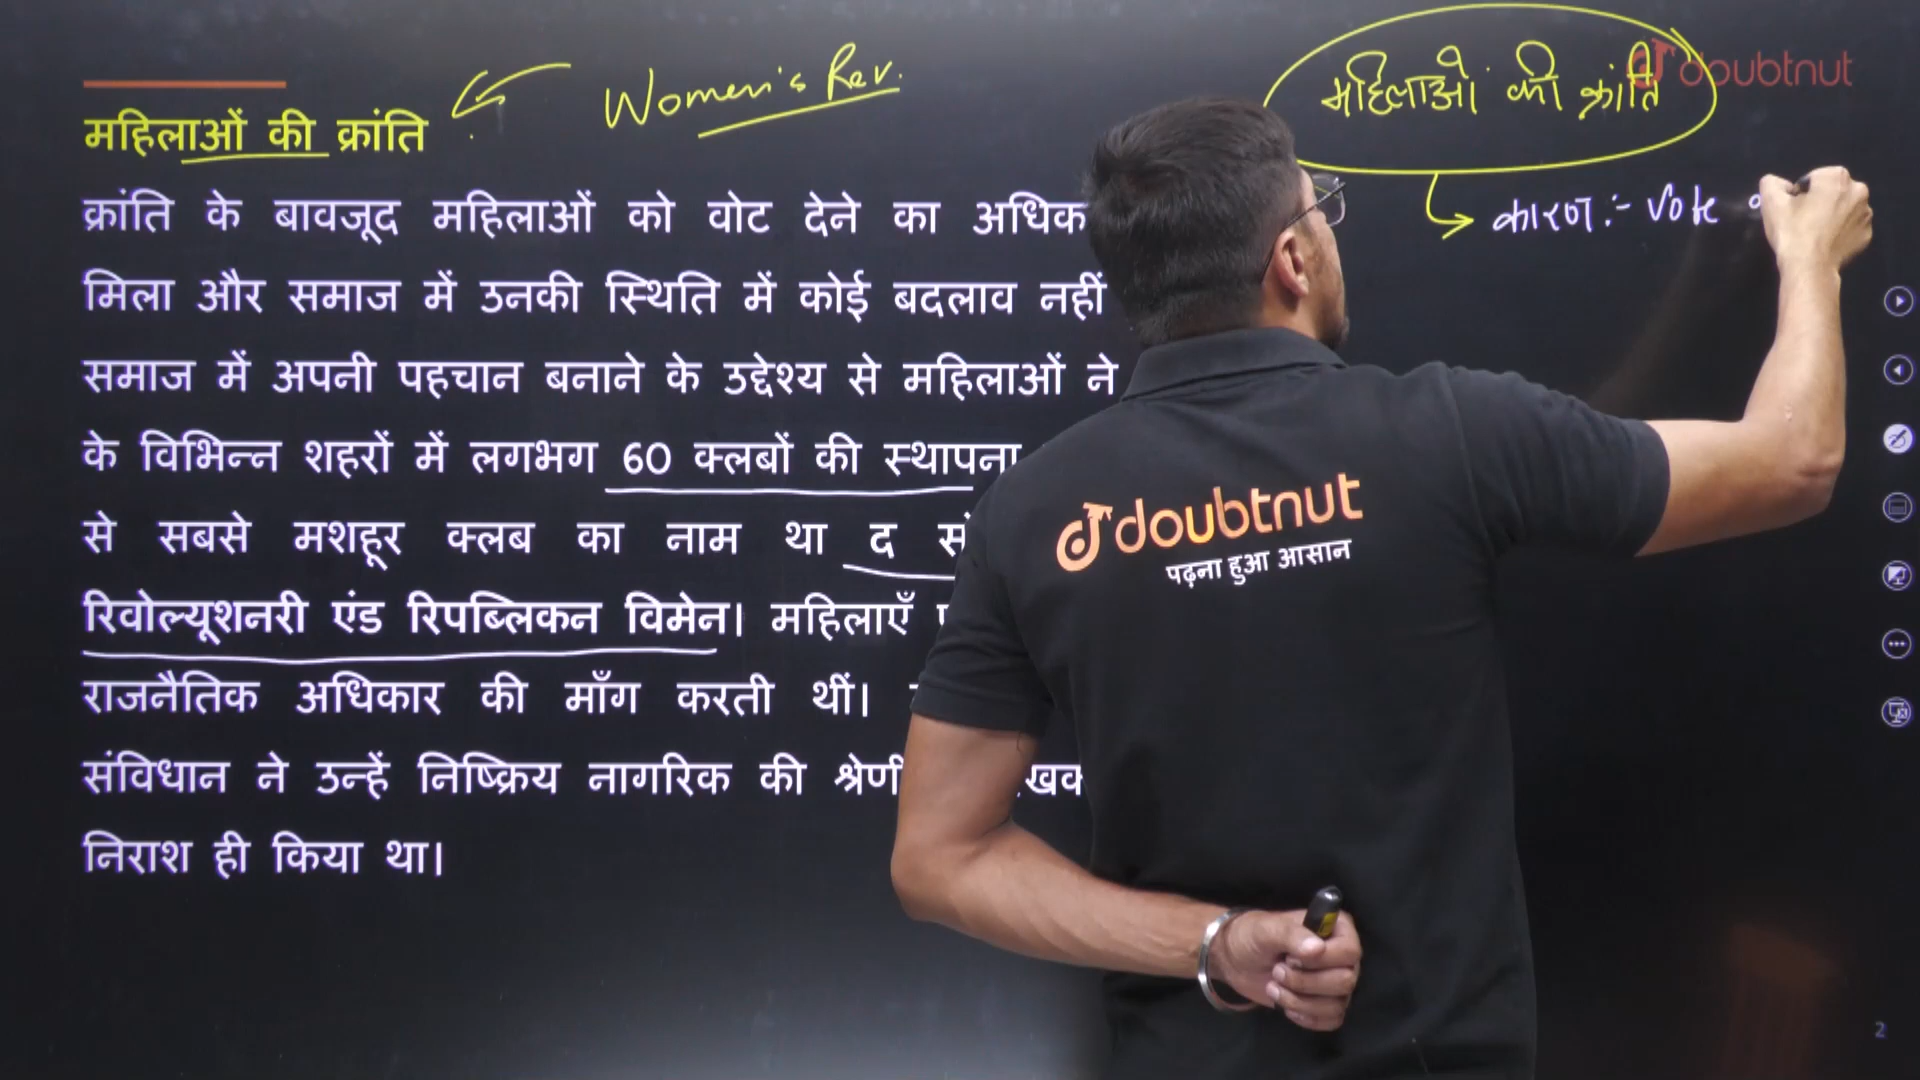 महिलाओं की क्रांति
Women's Rev.
महिलाओं की क्रांति
doubtnut
कारण :- Vote
क्रांति के बावजूद महिलाओं को वोट देने का
मिला और समाज में उनकी स्थिति में कोई बदलाव नहीं
समाज में अपनी पहचान बनाने के उद्देश्य से महिलाओं ने
के विभिन्न शहरों में लगभग 60 क्लबों की स्थापना
से सबसे मशहूर क्लब का नाम था द
रिवोल्यूशनरी एंड रिपब्लिकन विमेन। महिलाएँ
राजनैतिक अधिकार की माँग करती थीं।
संविधान ने उन्हें निष्क्रिय नागरिक की
निराश ही किया था।
doubtnut
पढ़ना हुआ आसान
2